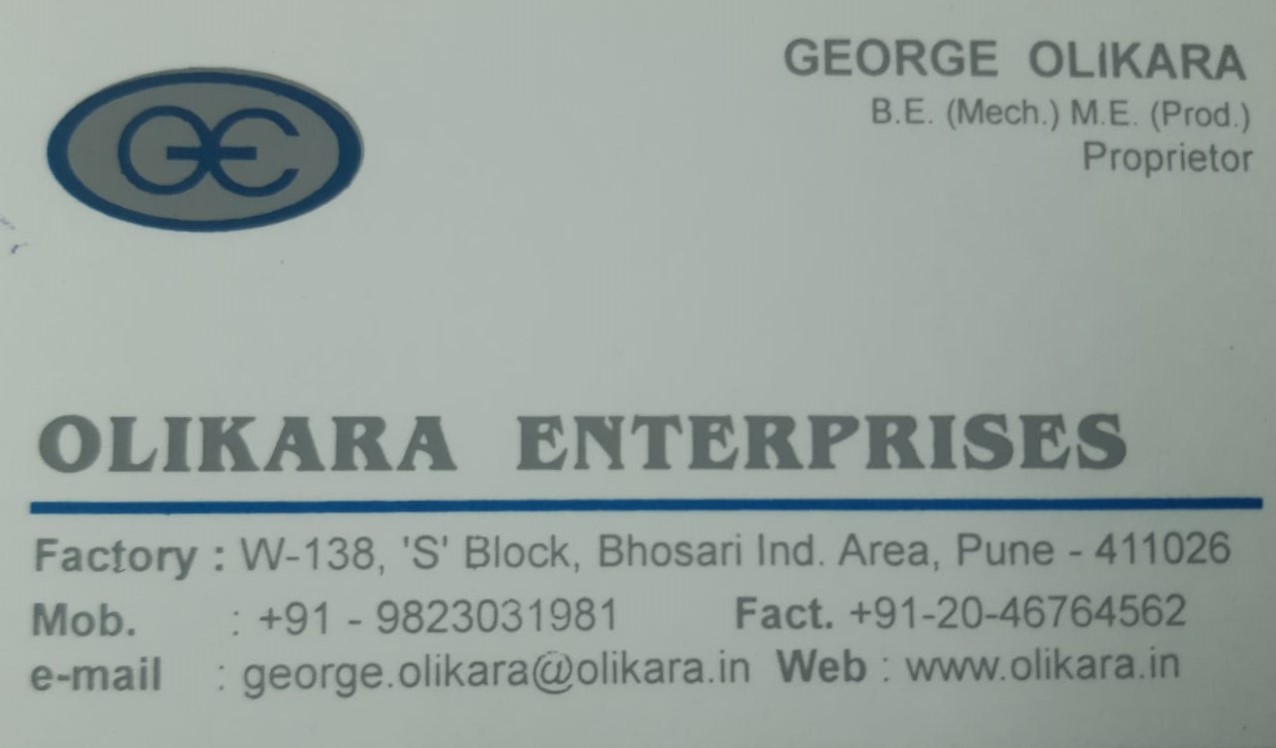 GEORGE OLIKARA
B.E. (Mech.) M.E. (Prod.)
Proprietor
OLIKARA ENTERPRISES
Factory : W-138, 'S' Block, Bhosari Ind. Area, Pune - 411026
Mob. : +91 - 9823031981 Fact. +91-20-46764562
e-mail : george.olikara@olikara.in Web : www.olikara.in